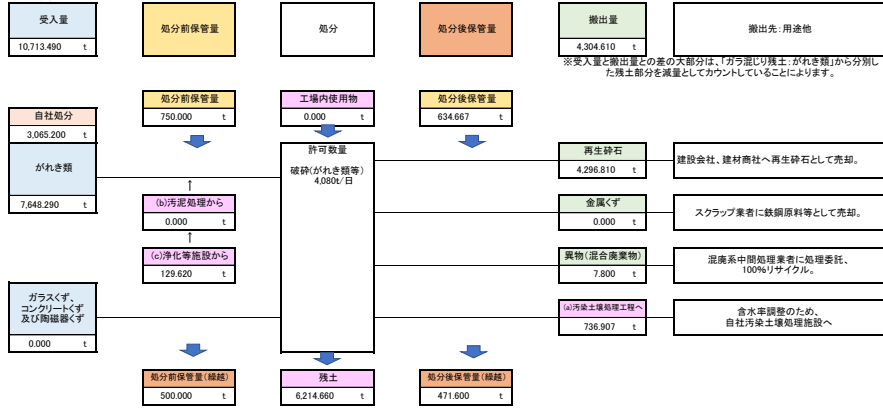 受入量
10,713.490 t
処分前保管量
処分
処分後保管量
搬出量
4,304.610 t
搬出先:用途他
※受入量と搬出量との差の大部分は、「ガラ混じり残土:がれき類」から分別し
た残土部分を減量としてカウントしていることによります。
処分前保管量
750.000 t
工場内使用物
0.000 t
処分後保管量
634.667 t
自社処分
3,065.200 t
がれき類
7,648.290 t
許可数量
破砕(がれき類等)
4,080t/日
再生砕石
4,296.810 t
建設会社、建材商社へ再生砕石として売却。
↑
(b)汚泥処理から
0.000 t
金属くず
0.000 t
スクラップ業者に鉄鋼原料等として売却。
↑
(c)浄化等施設から
129.620 t
異物(混合廃棄物)
7.800 t
混廃系中間処理業者に処理委託、
100%リサイクル。
ガラスくず、
コンクリートくず
及び陶磁器くず
0.000 t
(a)汚染土壌処理工程へ
736.907 t
含水率調整のため、
自社汚染土壌処理施設へ
処分前保管量(繰越)
500.000 t
残土
6,214.660 t
処分後保管量(繰越)
471.600 t